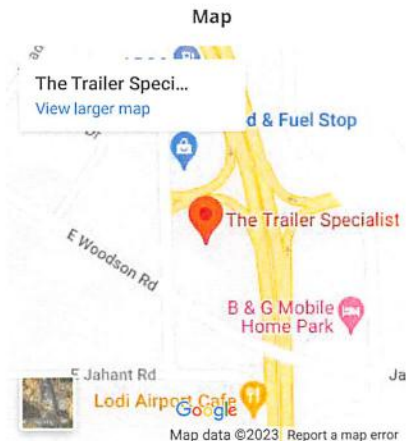 Map
The Trailer Speci...
View larger map
d & Fuel Stop
The Trailer Specialist
E Woodson Rd
B & G Mobile
Home Park
E Jahant Rd
Ja
Lodi Airport Cafe
Google
Map data ©2023
Report a map error